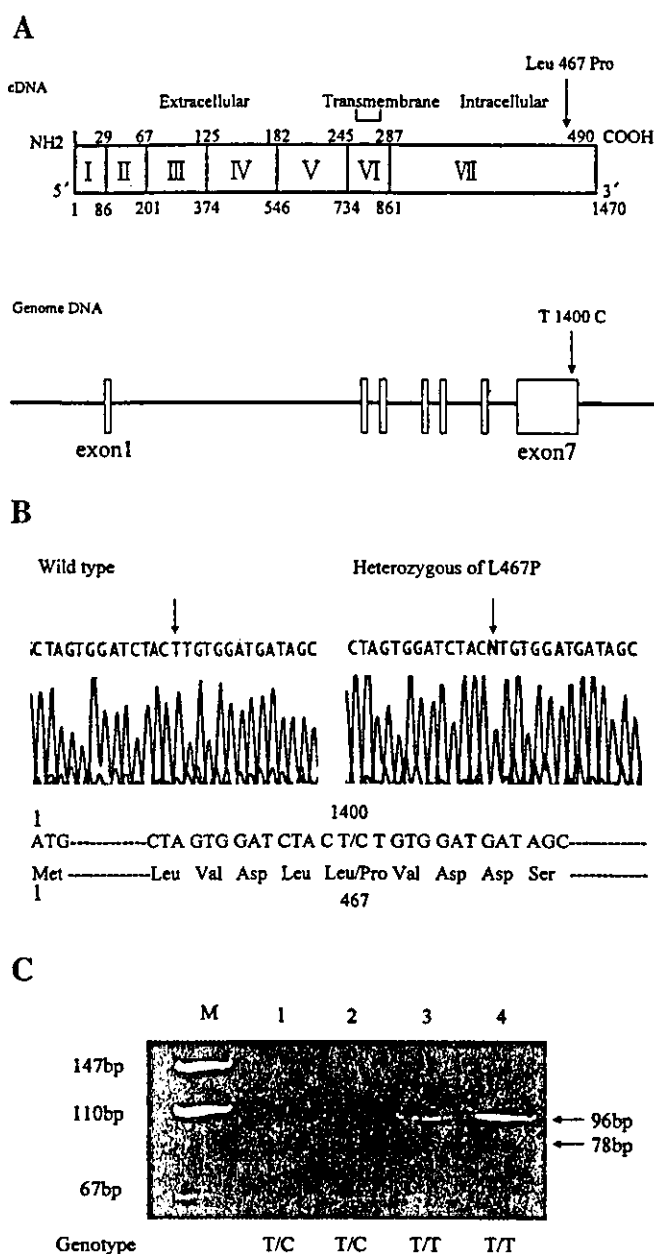 A
Leu 467 Pro
cDNA
Extracellular Transmembrane Intracellular
NH2 1 29 67 125 182 245 287 490 COOH
I II III IV V VI VII
5′ 3′
1 86 201 374 546 734 861 1470
Genome DNA
T 1400 C
exon1 exon7
B
Wild type Heterozygous of L467P
CTAGTGGATCTACTTGTGGATGATAGC CTAGTGGATCTACNTGTGGATGATAGC
1 1400
ATG----------CTA GTG GAT CTA C T/C T GTG GAT GAT AGC------------
Met -------------Leu Val Asp Leu Leu/Pro Val Asp Asp Ser ------------
1 467
C
M 1 2 3 4
147bp
110bp
96bp
78bp
67bp
Genotype T/C T/C T/T T/T